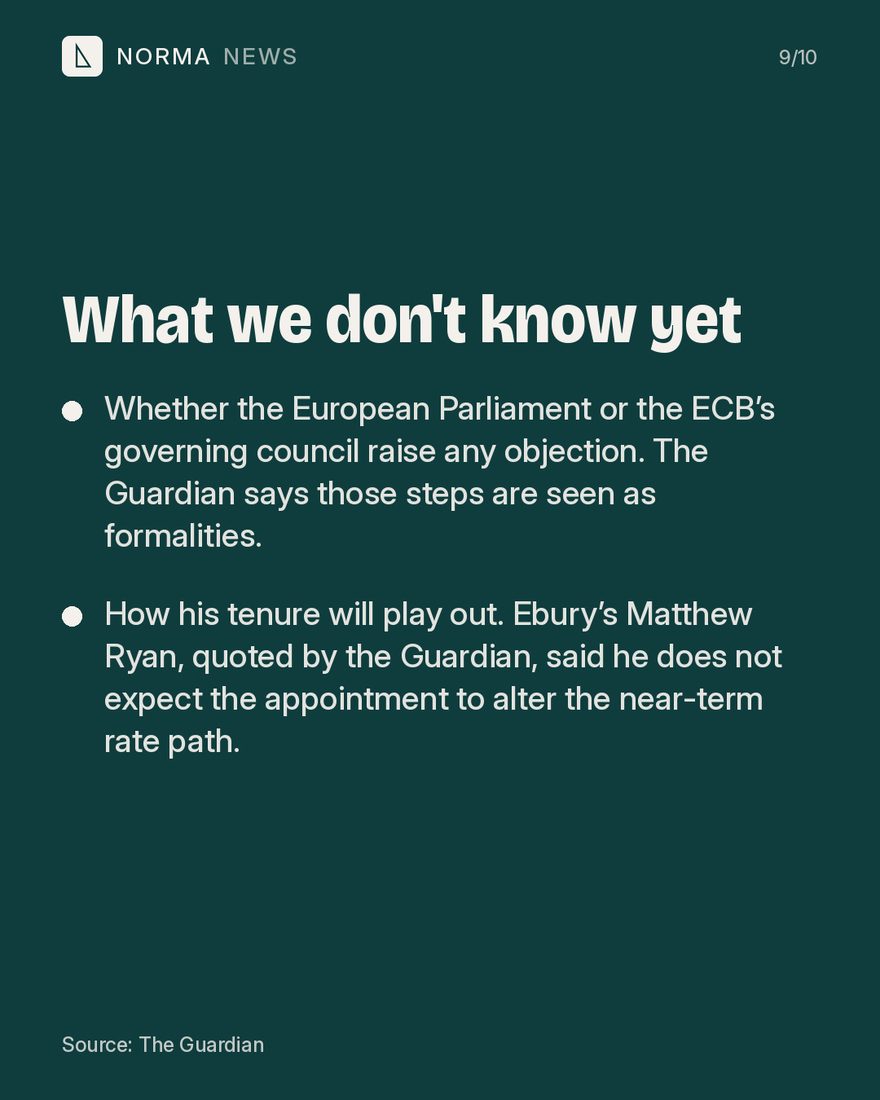 NORMA NEWS
9/10
What we don't know yet
Whether the European Parliament or the ECB’s
governing council raise any objection. The
Guardian says those steps are seen as
formalities.
How his tenure will play out. Ebury’s Matthew
Ryan, quoted by the Guardian, said he does not
expect the appointment to alter the near-term
rate path.
Source: The Guardian